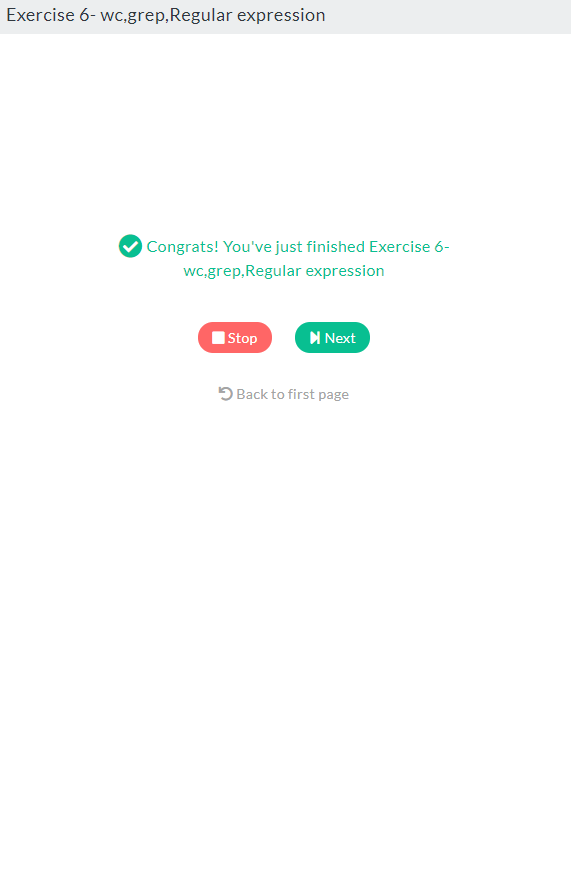 Exercise 6- wc,grep,Regular expression
Congrats! You've just finished Exercise 6-
wc,grep,Regular expression
Stop
Next
Back to first page